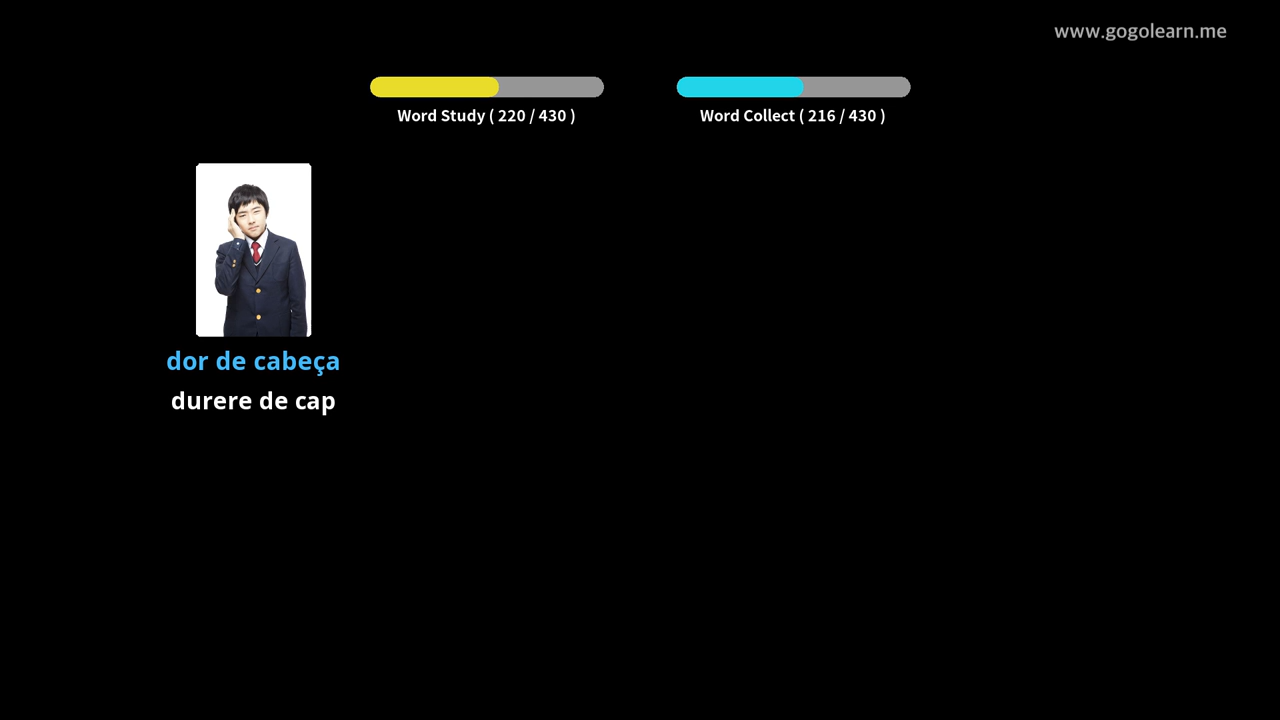 www.gogolearn.me
Word Study ( 220 / 430 )
Word Collect ( 216 / 430 )
dor de cabeça
durere de cap